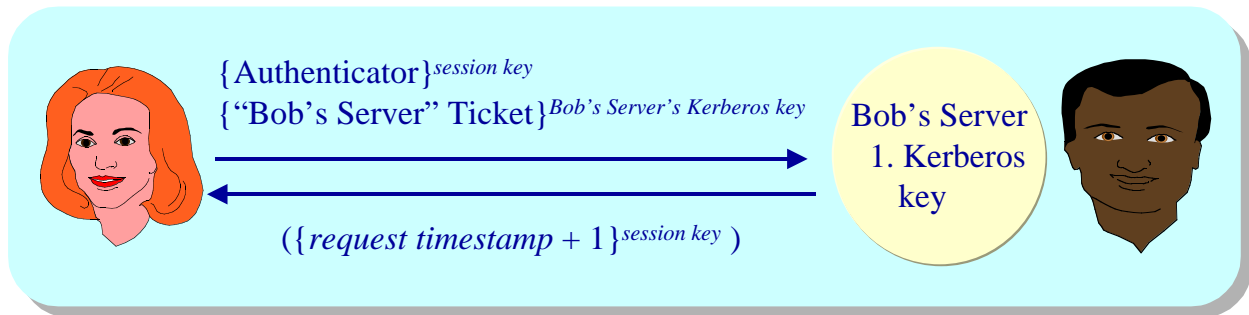 {Authenticator}session key
{“Bob’s Server” Ticket}Bob’s Server’s Kerberos key
({request timestamp + 1}session key )
Bob’s Server
1. Kerberos
key